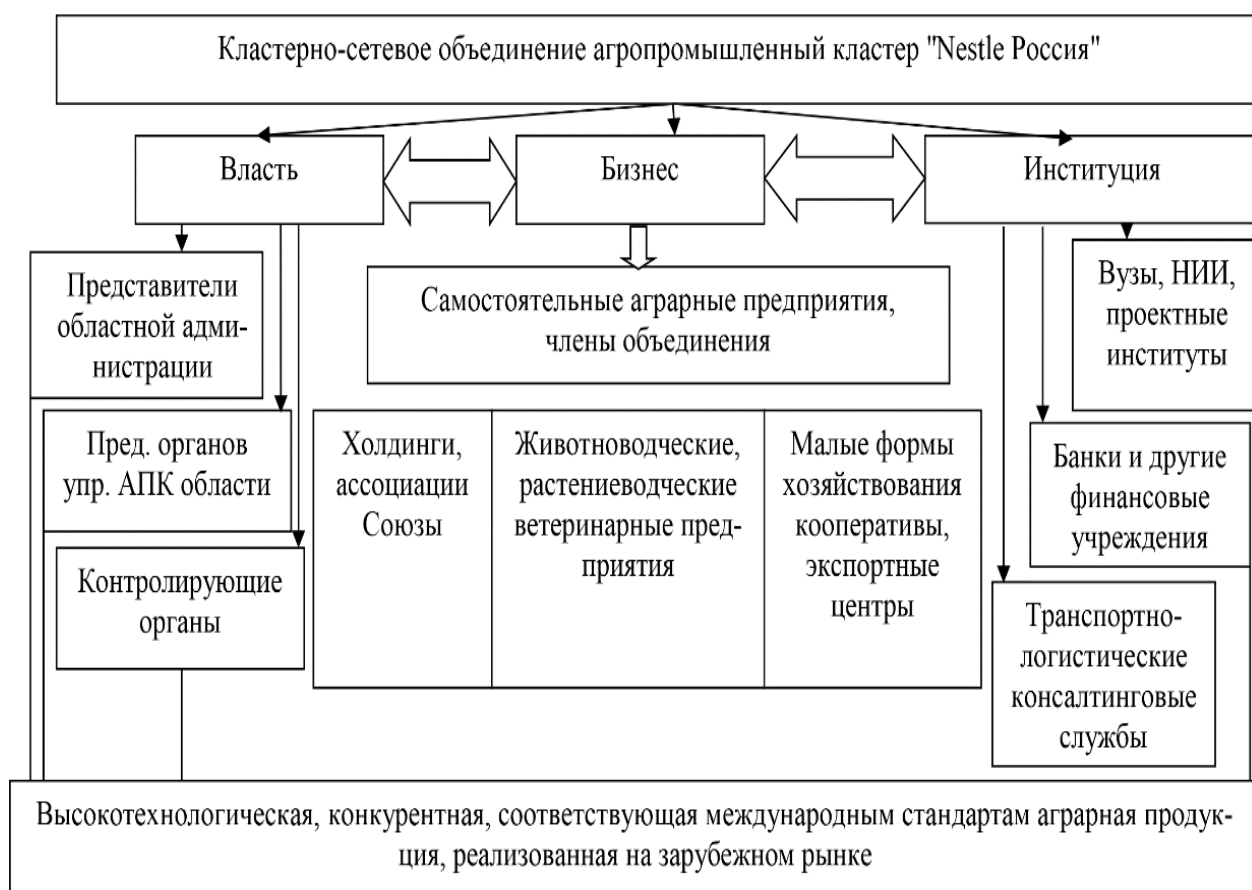 Кластерно-сетевое объединение агропромышленный кластер "Nestle Россия"
Власть
Бизнес
Институция
Представители
областной адми-
нистрации
Пред. органов
упр. АПК области
Контролирующие
органы
Самостоятельные аграрные предприятия,
члены объединения
Холдинги,
ассоциации
Союзы
Животноводческие,
растениеводческие
ветеринарные пред-
приятия
Малые формы
хозяйствования
кооперативы,
экспортные
центры
Вузы, НИИ,
проектные
институты
Банки и другие
финансовые
учреждения
Транспортно-
логистические
консалтинговые
службы
Высокотехнологическая, конкурентная, соответствующая международным стандартам аграрная продук-
ция, реализованная на зарубежном рынке